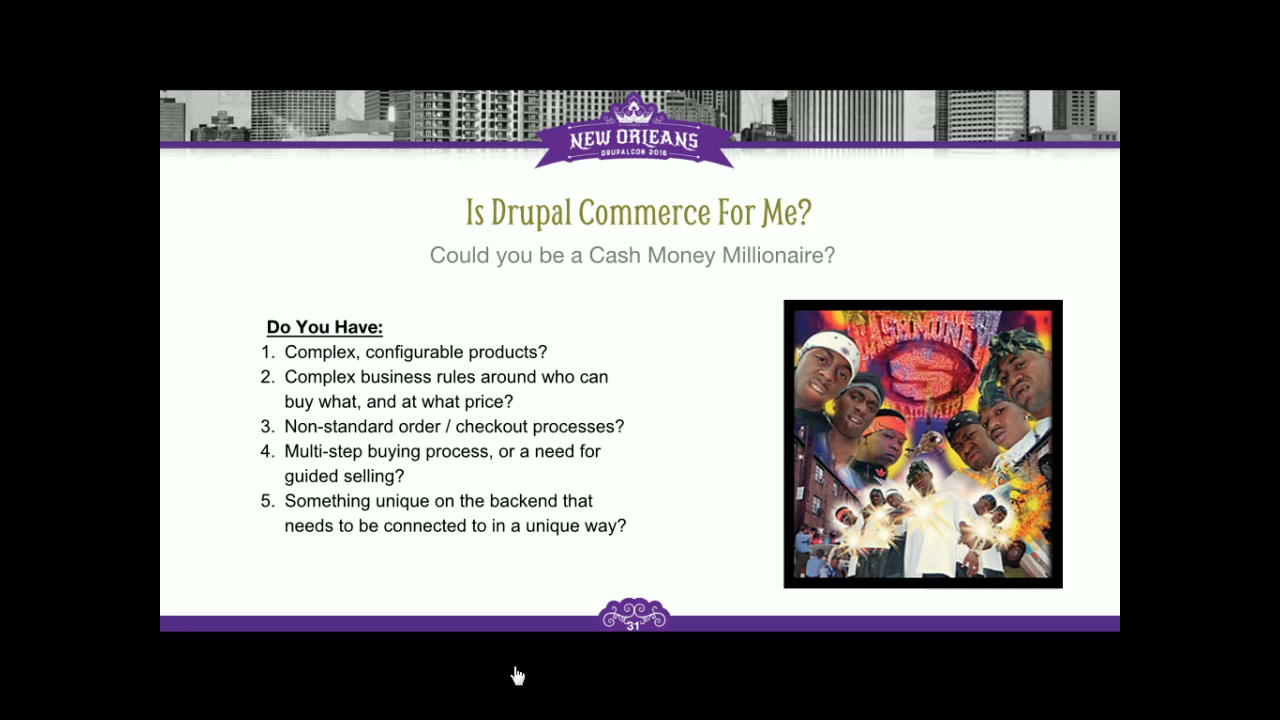 NEW ORLEANS
DRUPALCON 2016
Is Drupal Commerce For Me?
Could you be a Cash Money Millionaire?
Do You Have:
1. Complex, configurable products?
2. Complex business rules around who can
buy what, and at what price?
3. Non-standard order / checkout processes?
4. Multi-step buying process, or a need for
guided selling?
5. Something unique on the backend that
needs to be connected to in a unique way?
CASH MONEY
31